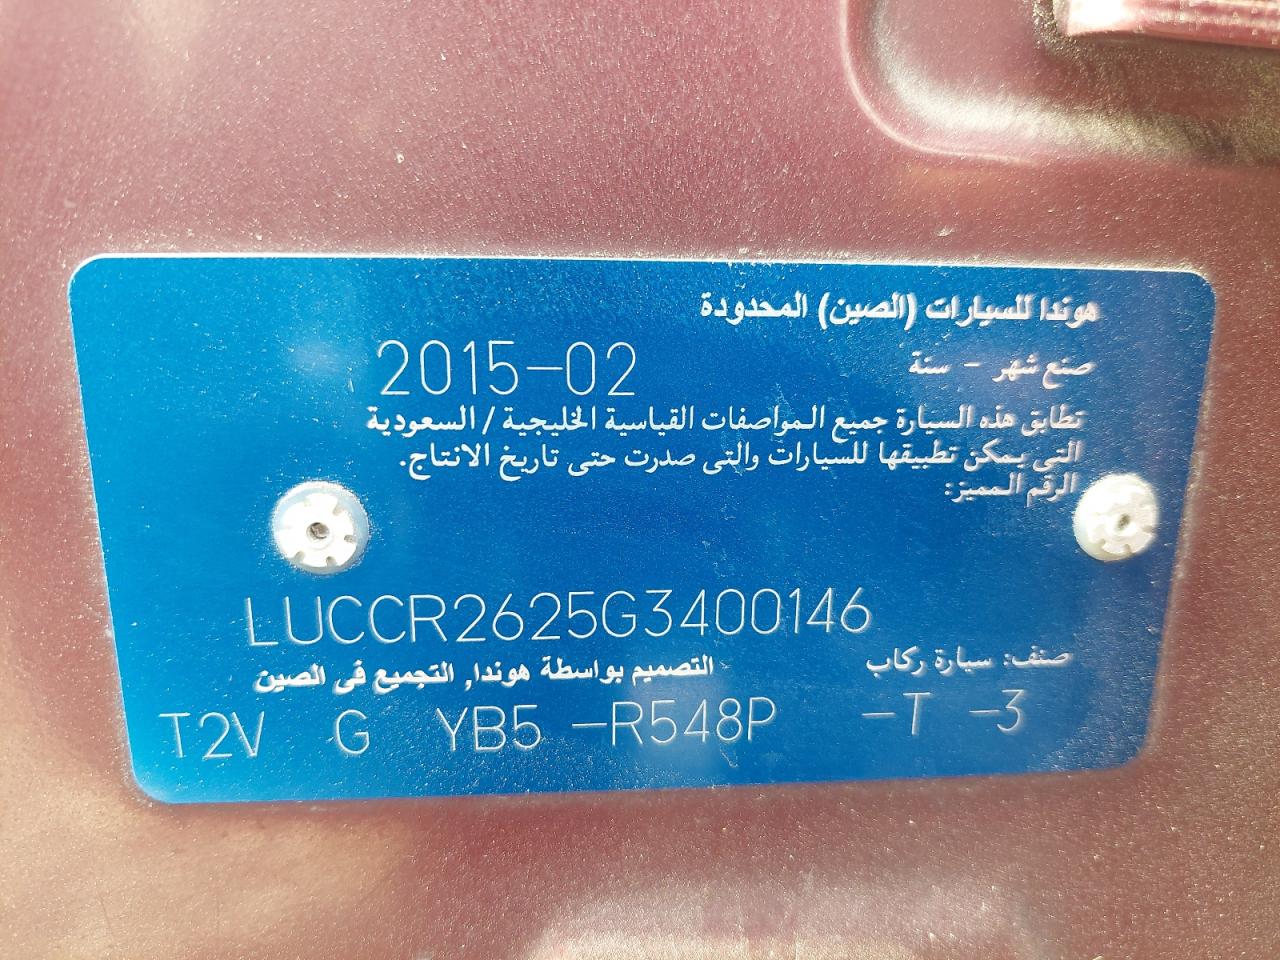 هوندا للسيارات (الصين) المحدودة
صنع شهر - سنة 2015-02
تطابق هذه السيارة جميع المواصفات القياسية الخليجية / السعودية
التى يمكن تطبيقها للسيارات والتى صدرت حتى تاريخ الانتاج.
الرقم المميز:
LUCCR2625G3400146
صنف: سيارة ركاب التصميم بواسطة هوندا, التجميع فى الصين
T2V G YB5 -R548P -T -3